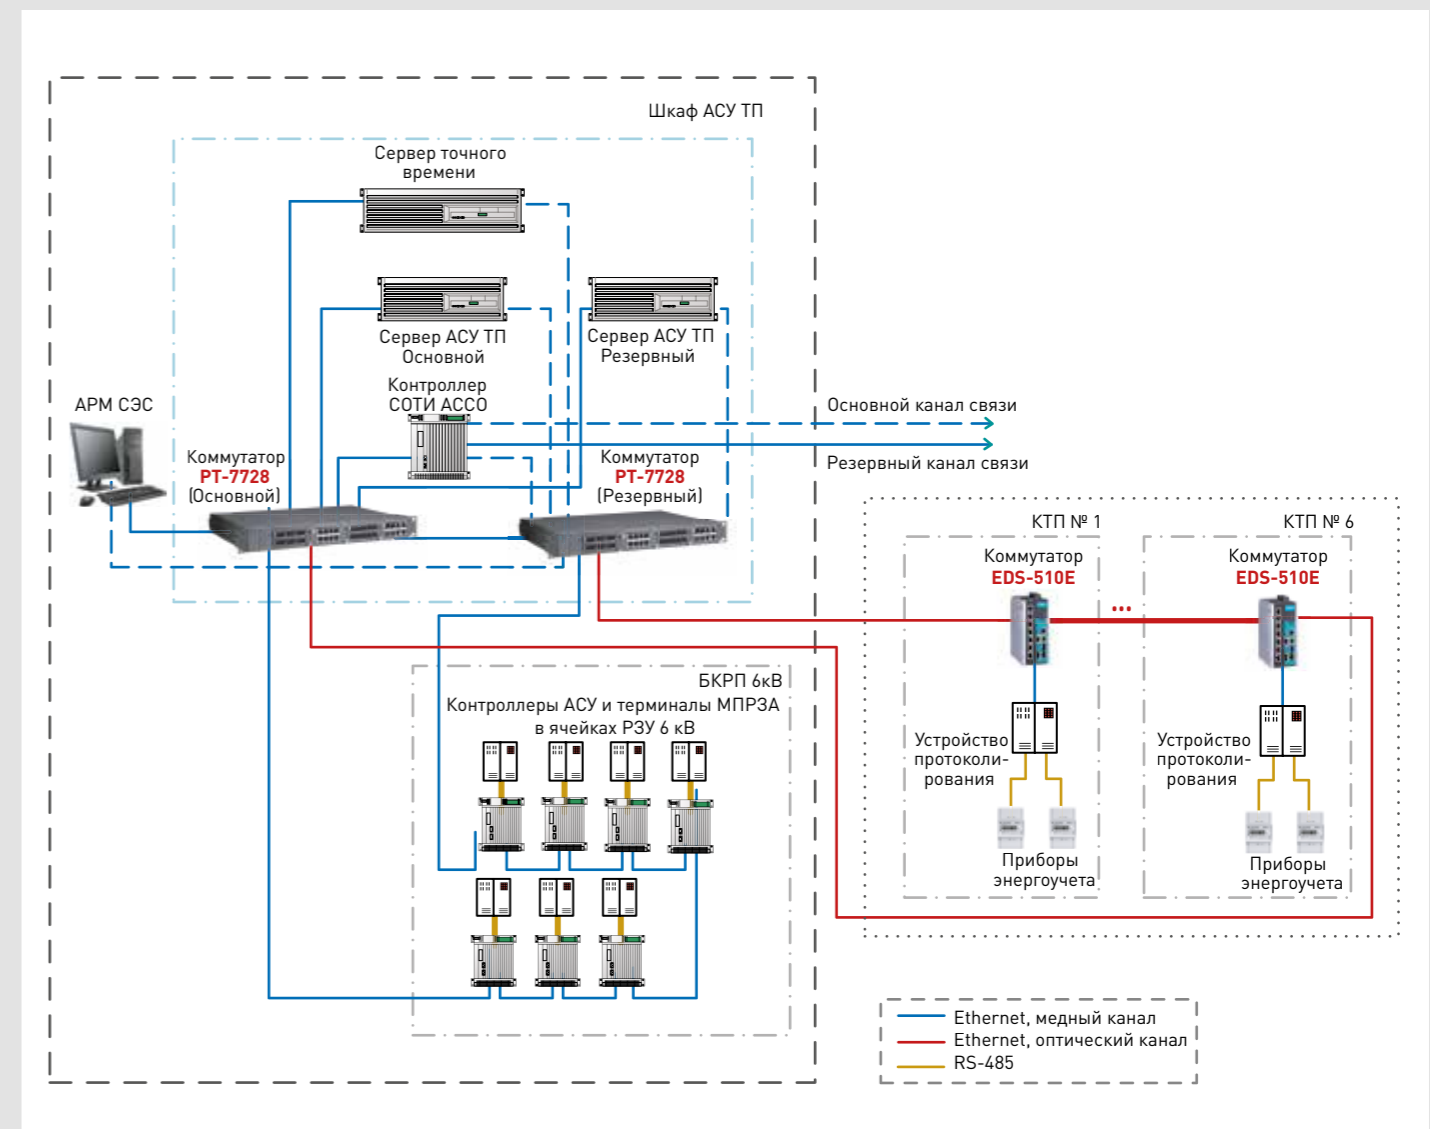 Шкаф АСУ ТП
Сервер точного
времени
Сервер АСУ ТП
Основной
Сервер АСУ ТП
Резервный
Контроллер
СОТИ АССО
АРМ СЭС
Коммутатор
PT-7728
(Основной)
Коммутатор
PT-7728
(Резервный)
Основной канал связи
Резервный канал связи
КТП № 1
Коммутатор
EDS-510E
...
КТП № 6
Коммутатор
EDS-510E
Устройство
протоколи-
рования
Приборы
энергоучета
Устройство
протоколи-
рования
Приборы
энергоучета
БКРП 6кВ
Контроллеры АСУ и терминалы МПРЗА
в ячейках РЗУ 6 кВ
Ethernet, медный канал
Ethernet, оптический канал
RS-485